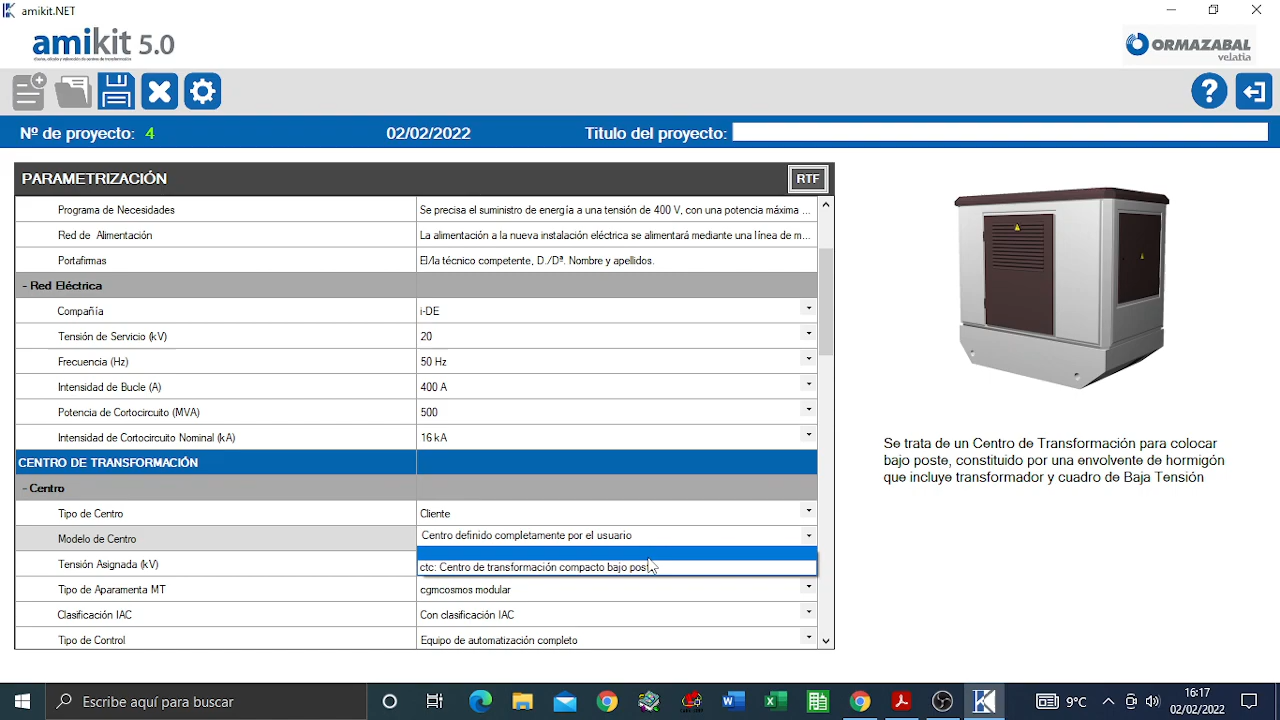 amikit.NET
amikit 5.0
ORMAZABAL
velatia
?
Nº de proyecto: 4
02/02/2022
Titulo del proyecto:
PARAMETRIZACIÓN
RTF
Programa de Necesidades
Se precisa el suministro de energía a una tensión de 400 V, con una potencia máxima ...
Red de Alimentación
La alimentación a la nueva instalación eléctrica se alimentará mediante una línea de m...
Portafirmas
El/la técnico competente, D./Dª. Nombre y apellidos.
- Red Eléctrica
Compañía
i-DE
Tensión de Servicio (kV)
20
Frecuencia (Hz)
50 Hz
Intensidad de Bucle (A)
400 A
Potencia de Cortocircuito (MVA)
500
Intensidad de Cortocircuito Nominal (kA)
16 kA
CENTRO DE TRANSFORMACIÓN
- Centro
Tipo de Centro
Cliente
Modelo de Centro
Centro definido completamente por el usuario
Tensión Asignada (kV)
ctc: Centro de transformación compacto bajo poste
Tipo de Aparamenta MT
cgmcosmos modular
Clasificación IAC
Con clasificación IAC
Tipo de Control
Equipo de automatización completo
Se trata de un Centro de Transformación para colocar
bajo poste, constituido por una envolvente de hormigón
que incluye transformador y cuadro de Baja Tensión
Escribe aquí para buscar
9°C
16:17
02/02/2022